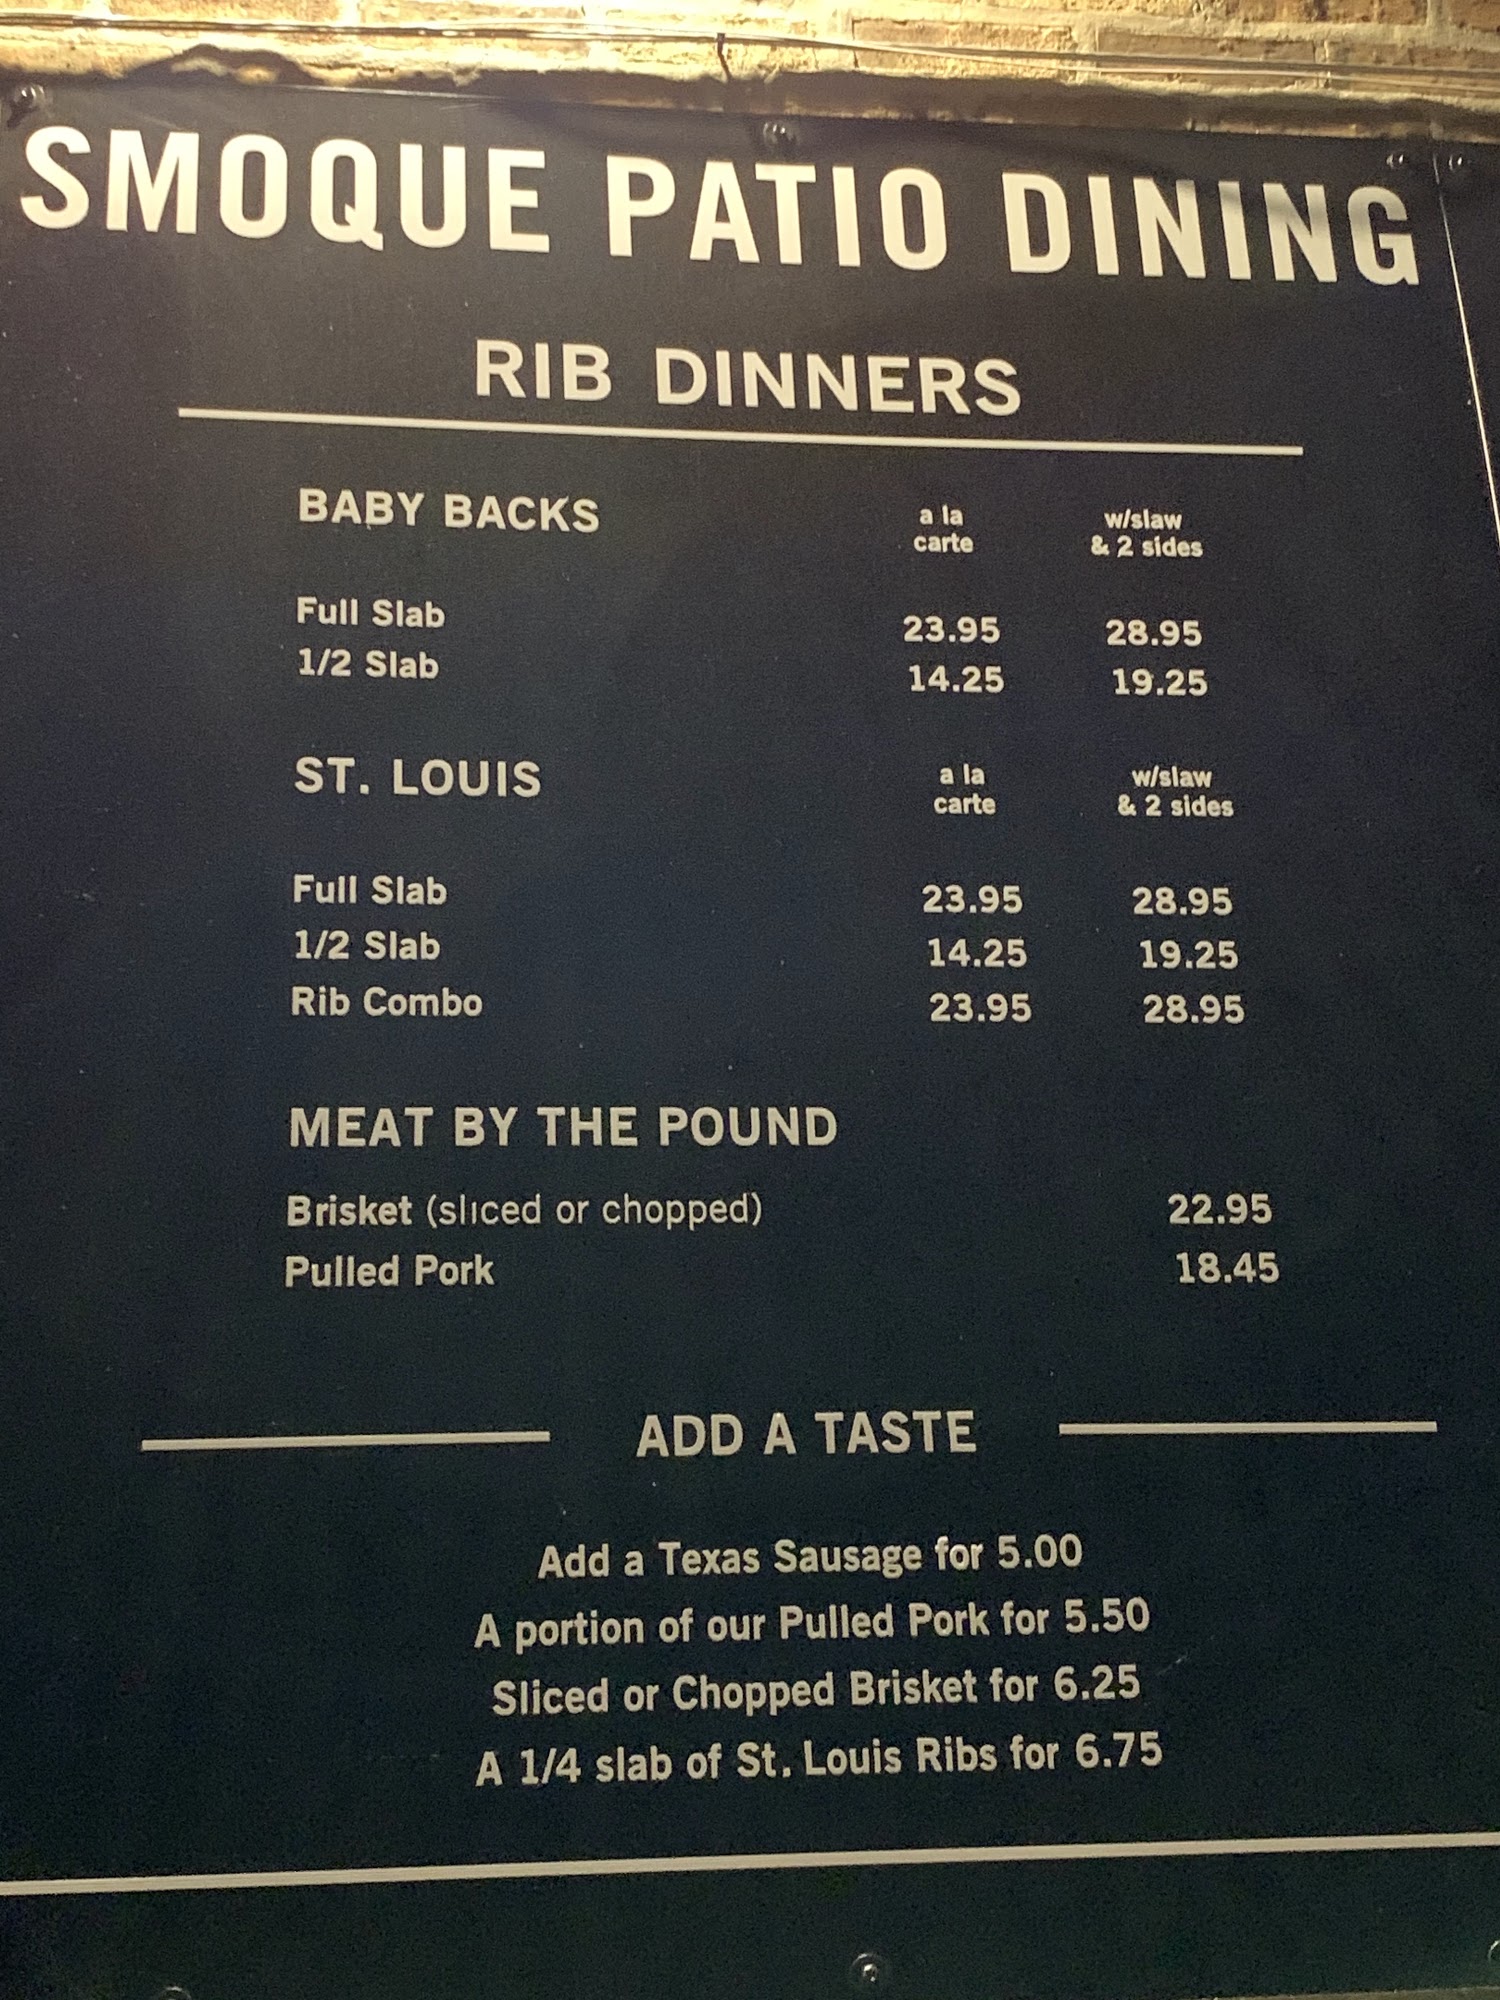 SMOQUE PATIO DINING
RIB DINNERS
BABY BACKS a la carte w/slaw & 2 sides
Full Slab 23.95 28.95
1/2 Slab 14.25 19.25
ST. LOUIS a la carte w/slaw & 2 sides
Full Slab 23.95 28.95
1/2 Slab 14.25 19.25
Rib Combo 23.95 28.95
MEAT BY THE POUND
Brisket (sliced or chopped) 22.95
Pulled Pork 18.45
ADD A TASTE
Add a Texas Sausage for 5.00
A portion of our Pulled Pork for 5.50
Sliced or Chopped Brisket for 6.25
A 1/4 slab of St. Louis Ribs for 6.75